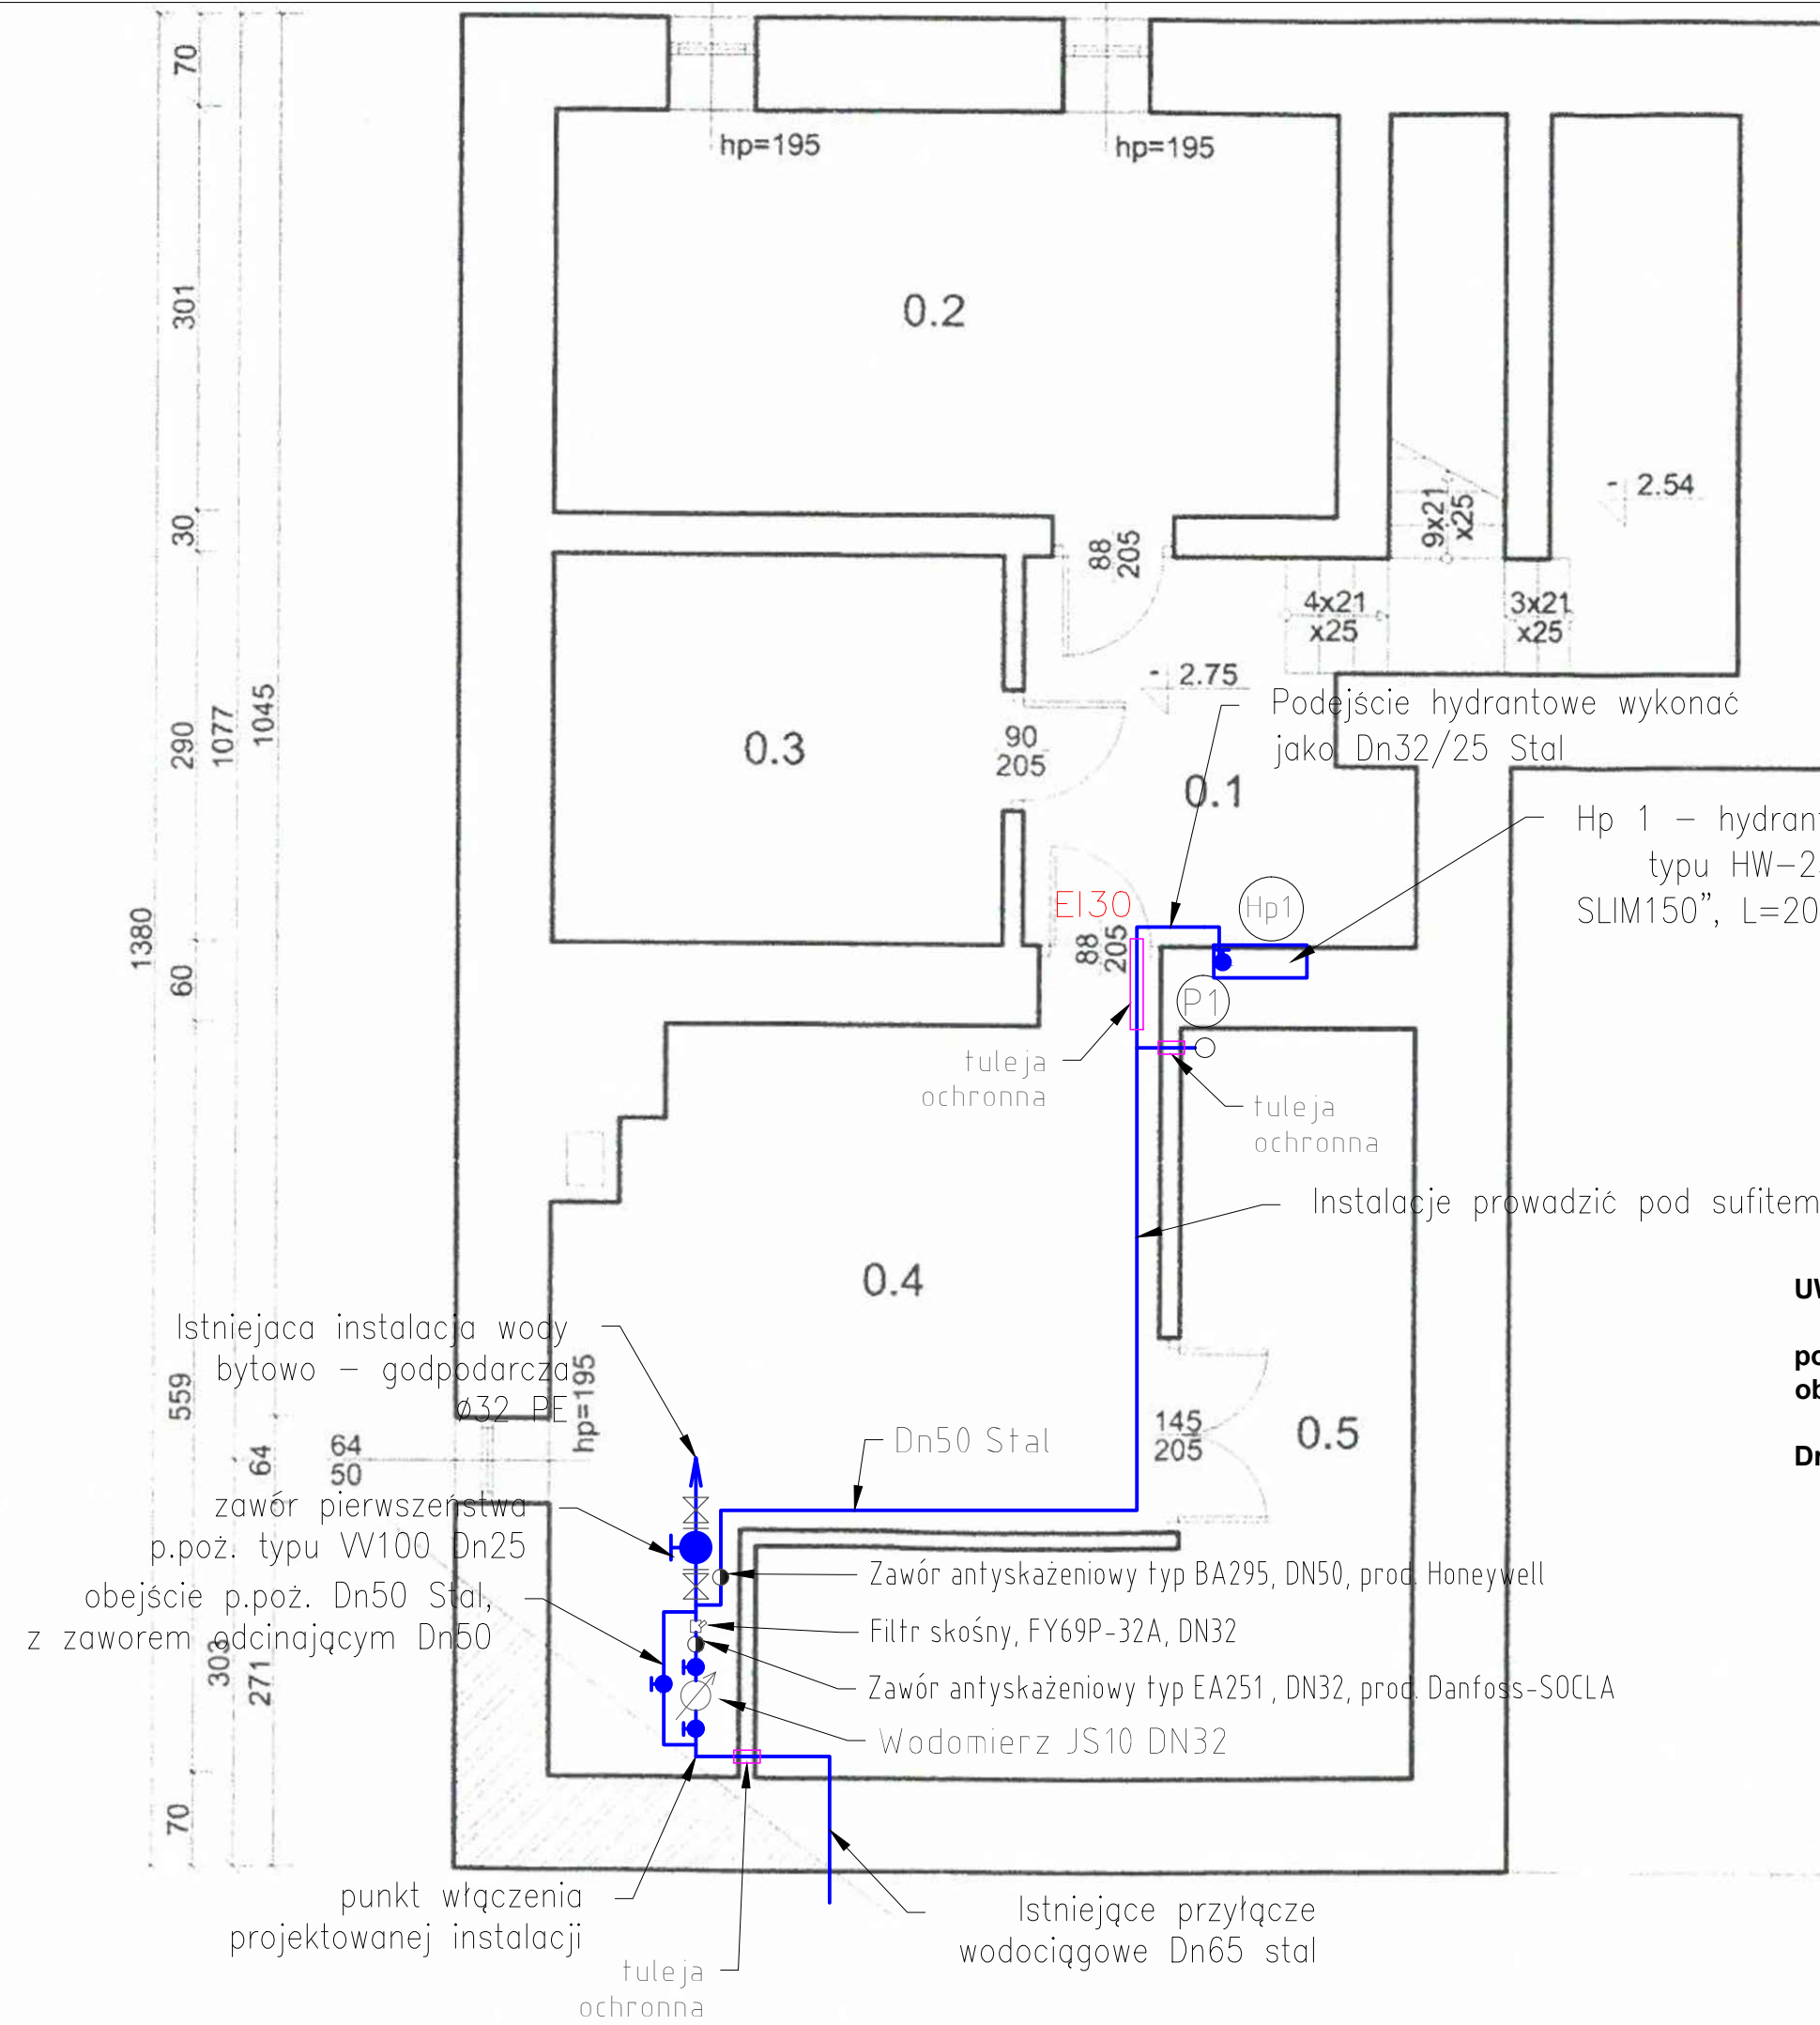 70
hp=195
hp=195
301
0.2
30
9x21
x25
- 2.54
88
205
4x21
x25
3x21
x25
- 2.75
290
1077
1045
0.3
90
205
Podejście hydrantowe wykonać
jako Dn32/25 Stal
0.1
Hp 1 – hydran
typu HW-2
SLIM150", L=20
1380
60
EI30
Hp1
88
205
P1
tuleja
ochronna
tuleja
ochronna
Instalacje prowadzić pod sufitem
0.4
Istniejaca instalacja wody
bytowo – godpodarcza
ø32 PE
hp=195
559
64
64
50
145
205
0.5
Dn50 Stal
zawór pierwszeństwa
p.poż. typu VV100 Dn25
obejście p.poż. Dn50 Stal,
z zaworem odcinającym Dn50
Zawór antyskażeniowy typ BA295, DN50, prod. Honeywell
Filtr skośny, FY69P-32A, DN32
Zawór antyskażeniowy typ EA251, DN32, prod. Danfoss-SOCLA
Wodomierz JS10 DN32
303
271
70
punkt włączenia
projektowanej instalacji
tuleja
ochronna
Istniejące przyłącze
wodociągowe Dn65 stal
po
ob